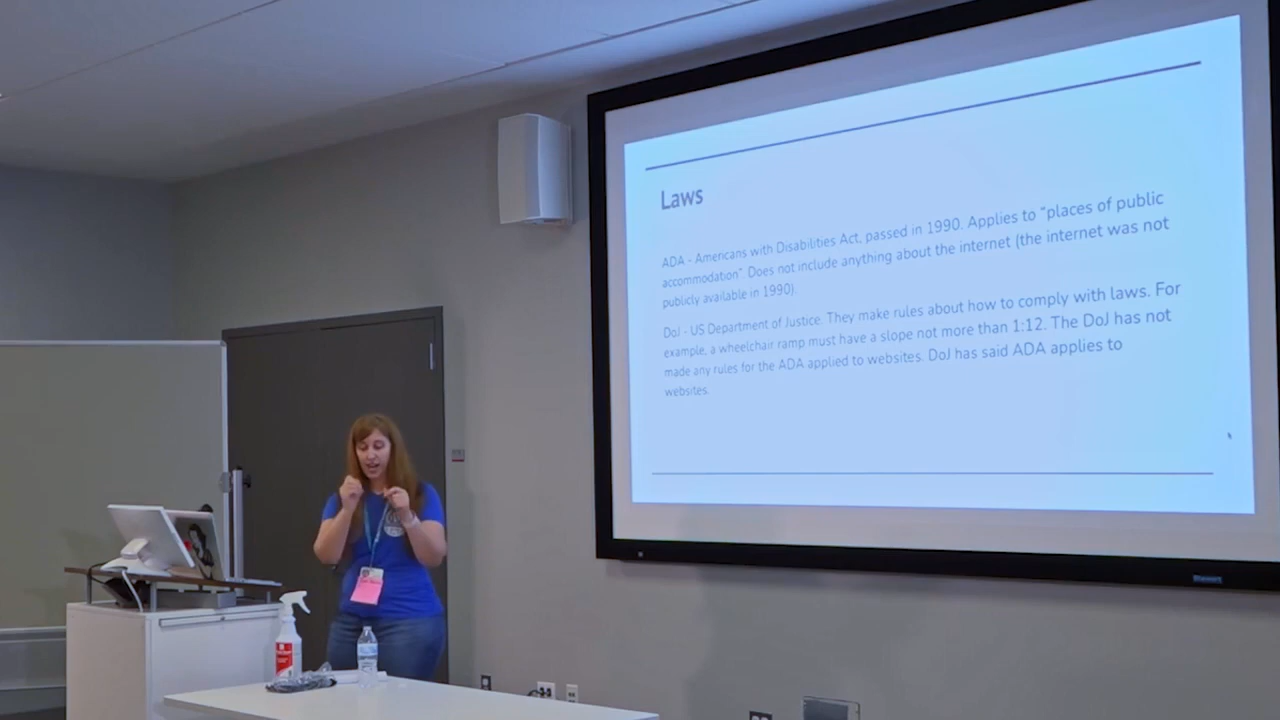 Laws
ADA - Americans with Disabilities Act, passed in 1990. Applies to "places of public
accommodation" Does not include anything about the internet (the internet was not
publicly available in 1990).
DoJ - US Department of Justice. They make rules about how to comply with laws. For
example, a wheelchair ramp must have a slope not more than 1:12. The DoJ has not
made any rules for the ADA applied to websites. DoJ has said ADA applies to
websites.